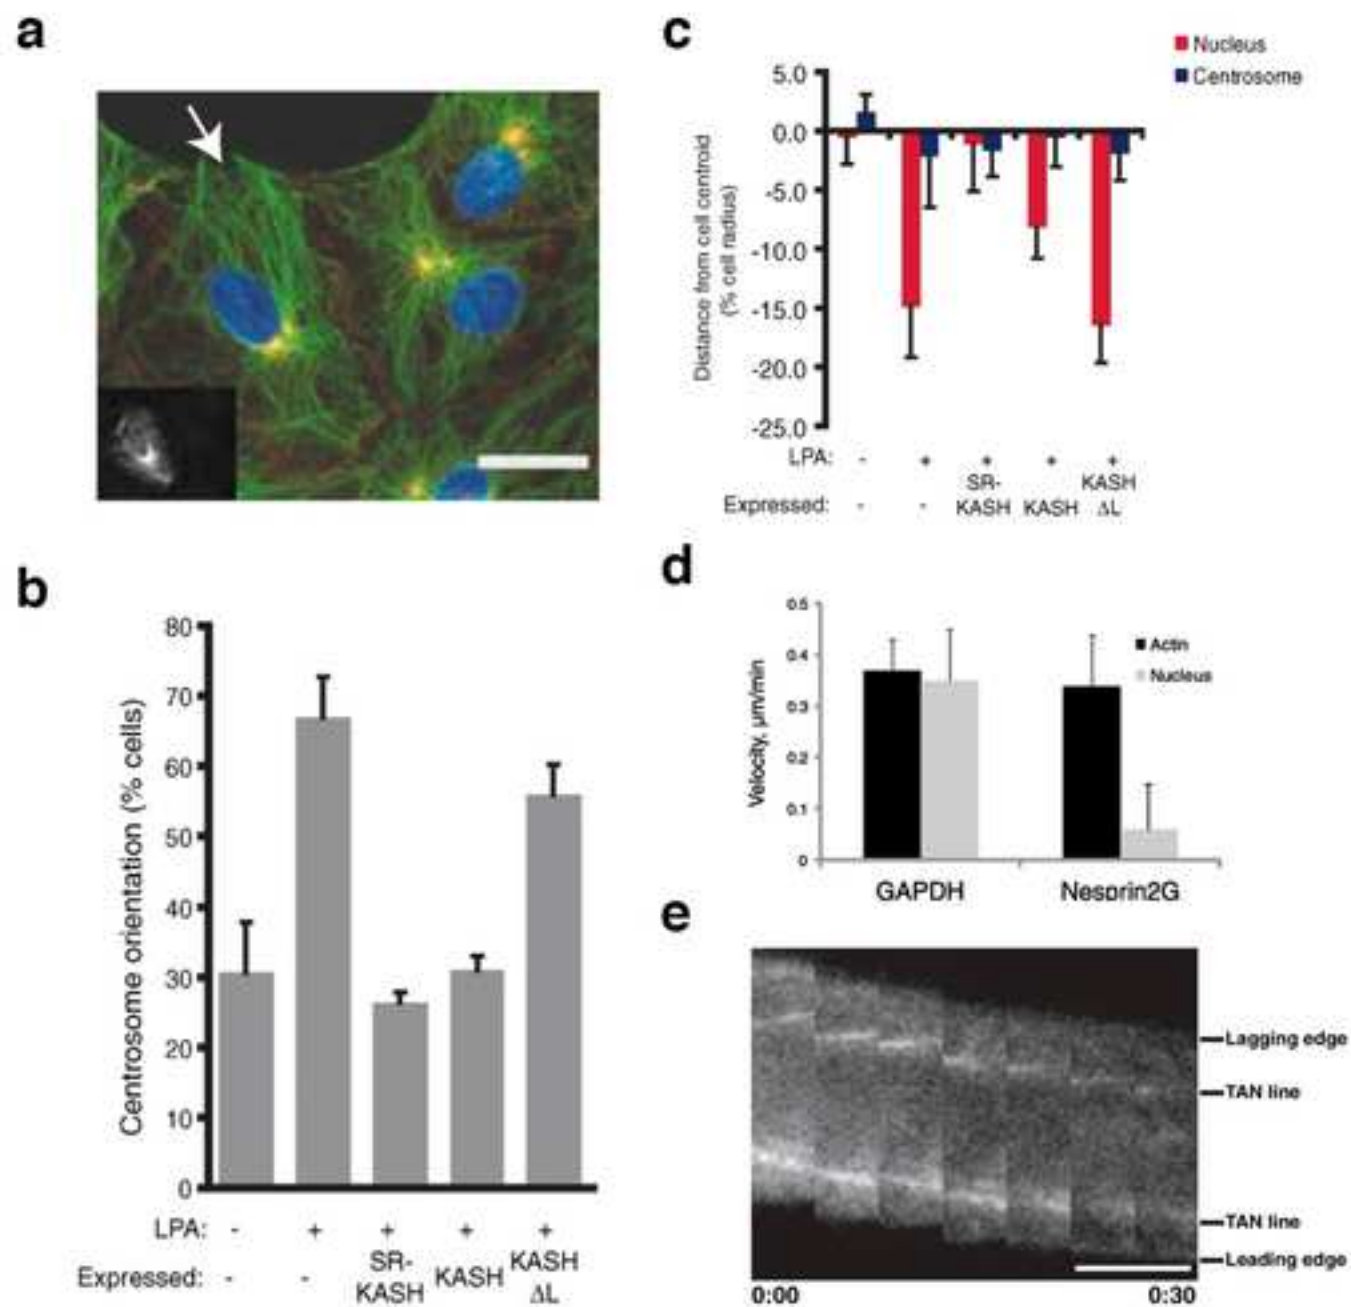 a
b
80
70
60
50
40
30
20
10
0
Centrosome orientation (% cells)
LPA: - + + + +
Expressed: - - SR-KASH KASH KASH ΔL
c
Nucleus
Centrosome
5.0
0.0
-5.0
-10.0
-15.0
-20.0
-25.0
Distance from cell centroid
(% cell radius)
LPA: - + + + +
SR- KASH
Expressed: - - KASH KASH ΔL
d
0.5
0.4
0.3
0.2
0.1
0
Velocity, µm/min
Actin
Nucleus
GAPDH Nesprin2G
e
Lagging edge
TAN line
TAN line
Leading edge
0:00 0:30